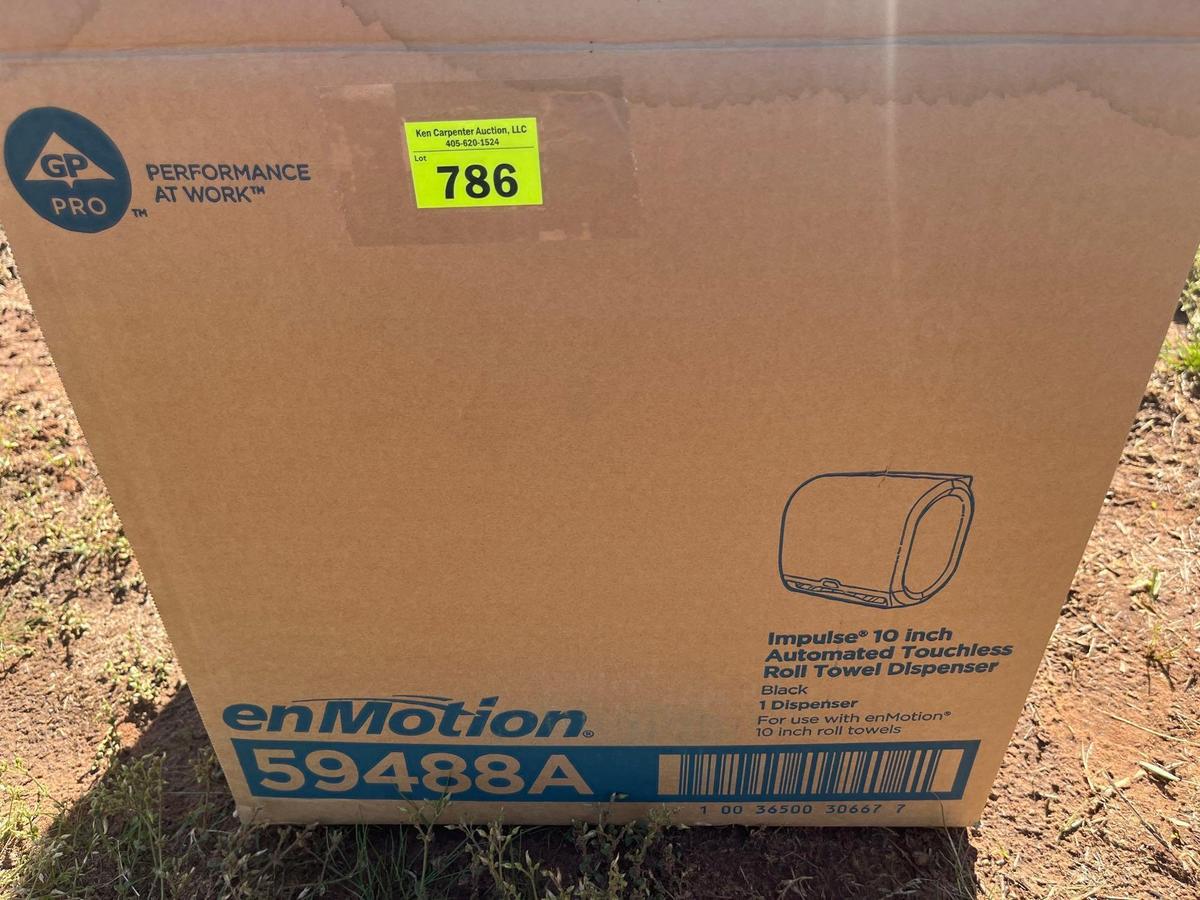 GP
PRO
TM
PERFORMANCE
AT WORK™
Ken Carpenter Auction, LLC
405-620-1524
Lot
786
Impulse® 10 inch
Automated Touchless
Roll Towel Dispenser
Black
1 Dispenser
For use with enMotion®
10 inch roll towels
enMotion®
59488A
1 00 36500 30667 7